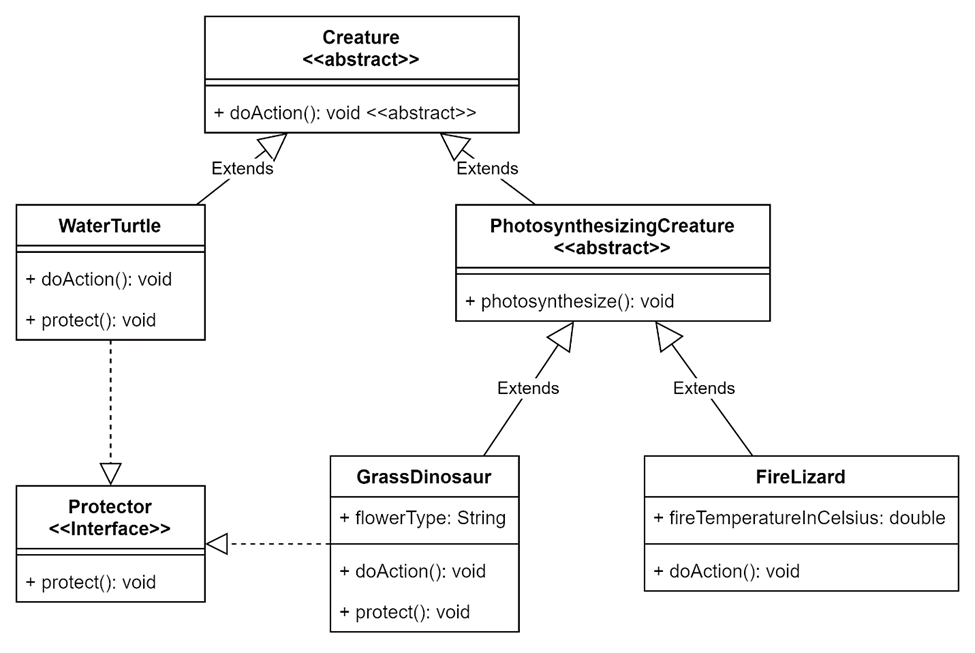 Creature
<<abstract>>
+ doAction(): void <<abstract>>
Extends
Extends
WaterTurtle
+ doAction(): void
+ protect(): void
PhotosynthesizingCreature
<<abstract>>
+ photosynthesize(): void
Extends
Extends
Protector
<<Interface>>
+ protect(): void
GrassDinosaur
+ flowerType: String
+ doAction(): void
+ protect(): void
FireLizard
+ fireTemperatureInCelsius: double
+ doAction(): void